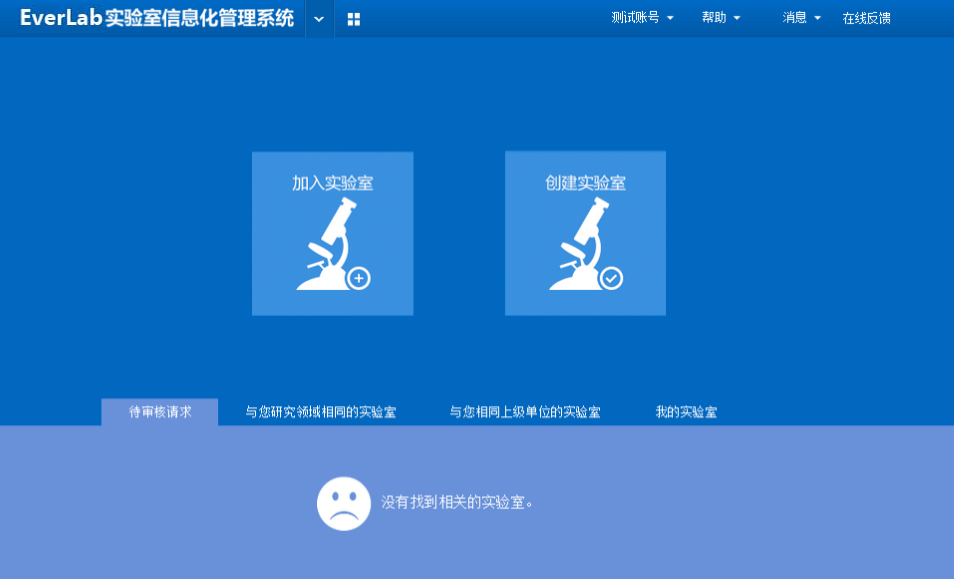 EverLab实验室信息化管理系统
测试账号 帮助 消息 在线反馈
加入实验室 创建实验室
待审核请求 与您研究领域相同的实验室 与您相同上级单位的实验室 我的实验室
没有找到相关的实验室。